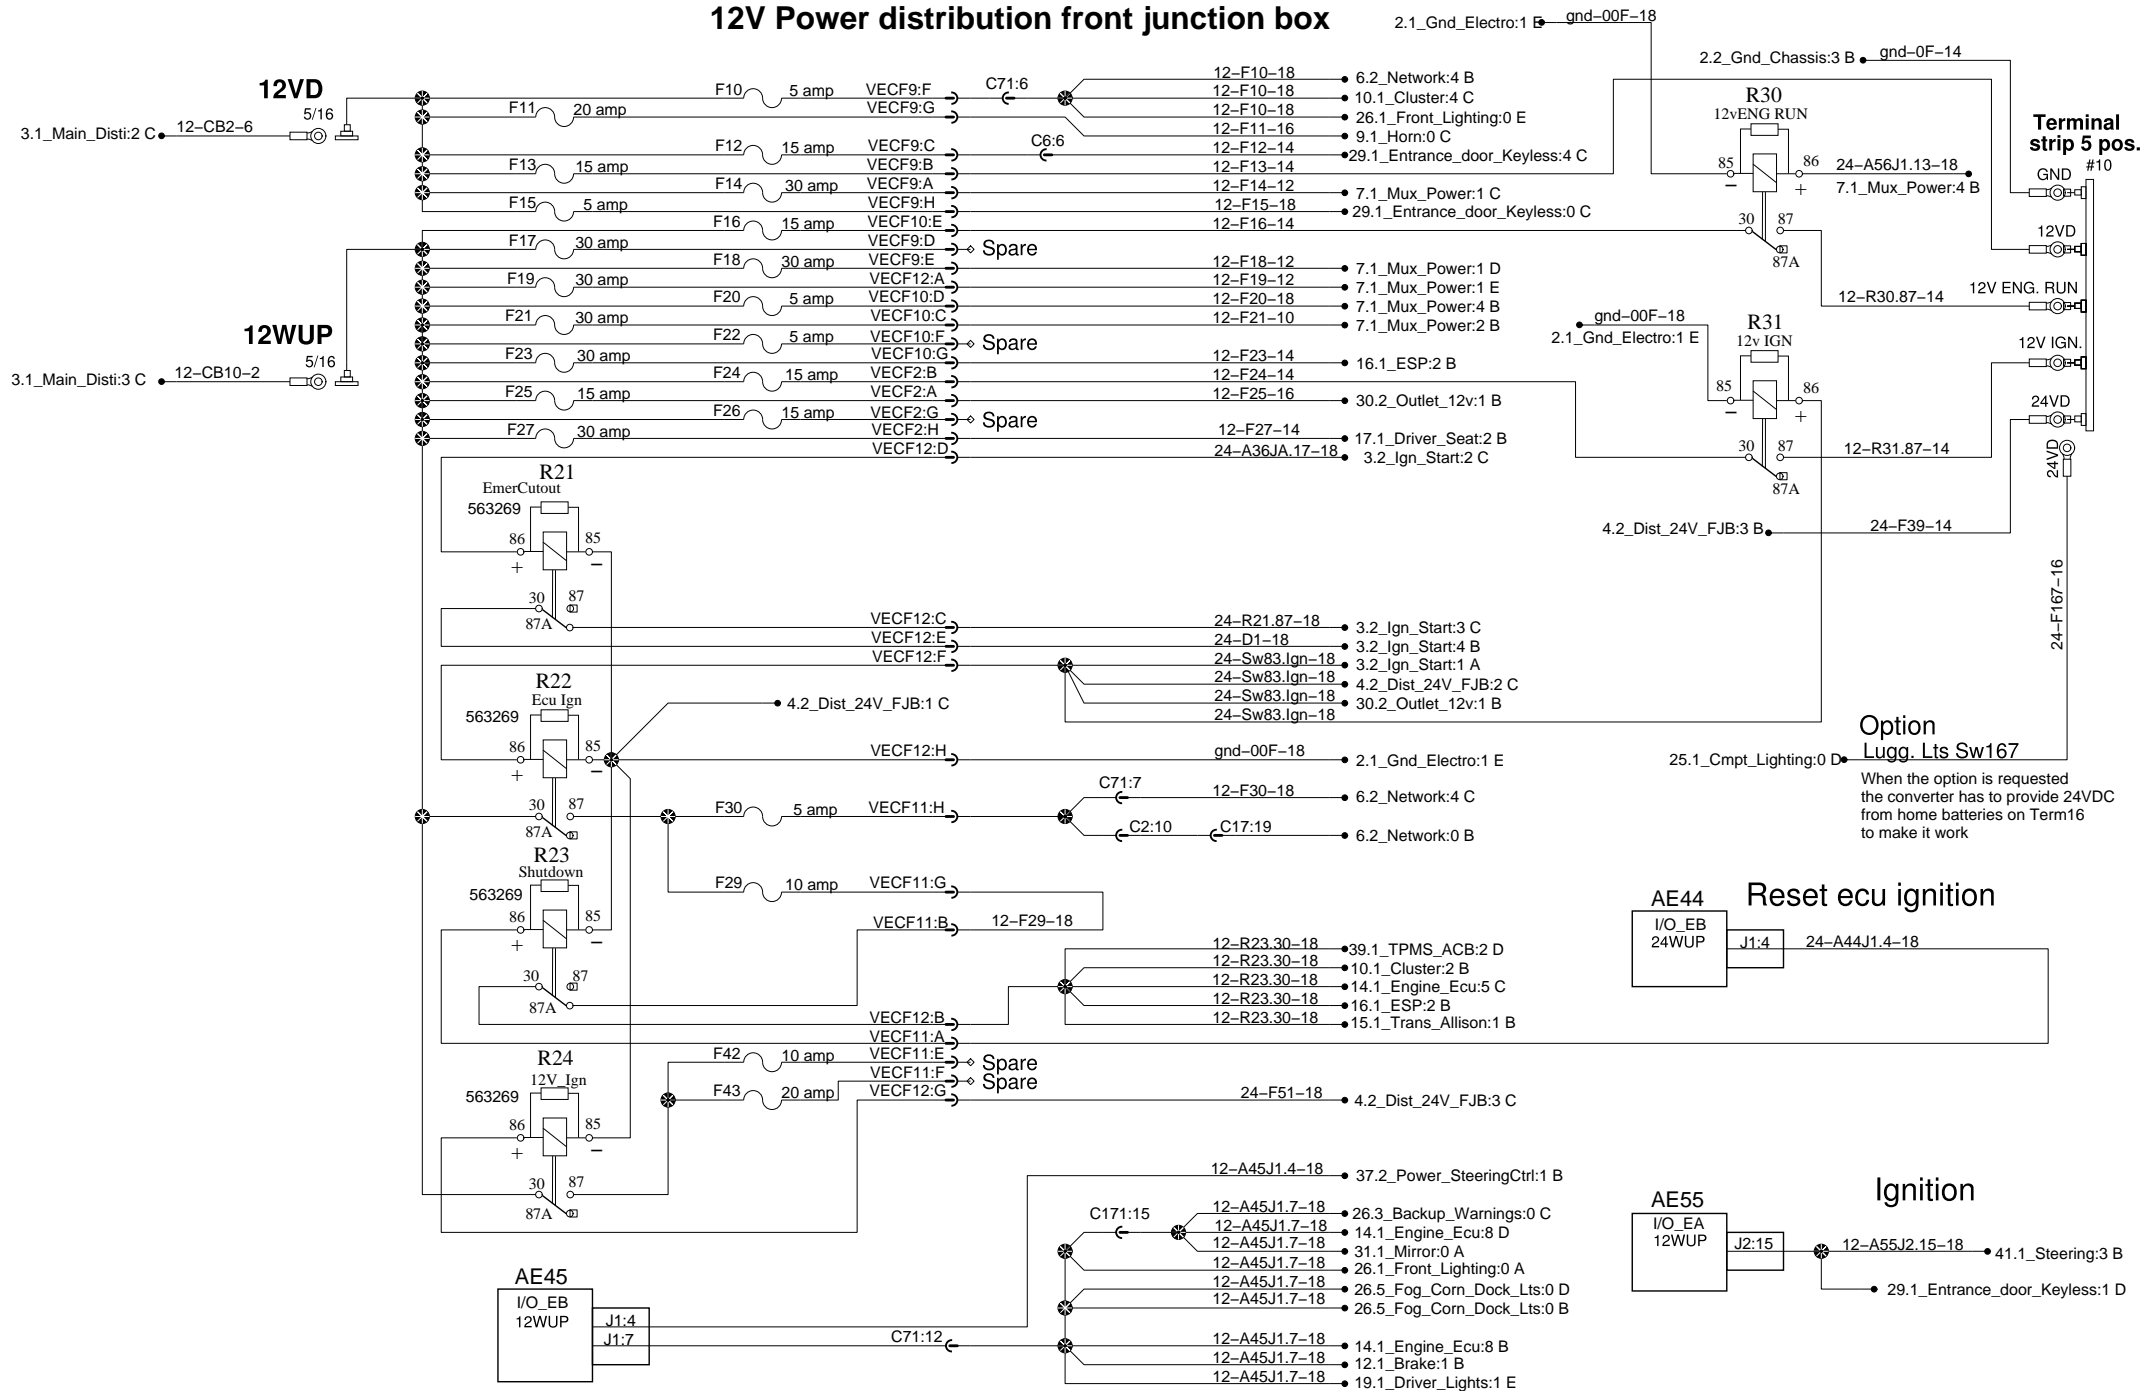 12V Power distribution front junction box
2.1_Gnd_Electro:1 E gnd-00F-18
2.2_Gnd_Chassis:3 B gnd-0F-14
12VD
5/16
3.1_Main_Disti:2 C 12-CB2-6
F10 5 amp VECF9:F C71:6 12-F10-18 6.2_Network:4 B
12-F10-18 10.1_Cluster:4 C
F11 20 amp VECF9:G 12-F10-18 26.1_Front_Lighting:0 E
12-F11-16 9.1_Horn:0 C
F12 15 amp VECF9:C C6:6 12-F12-14 29.1_Entrance_door_Keyless:4 C
F13 15 amp VECF9:B 12-F13-14
F14 30 amp VECF9:A 12-F14-12 7.1_Mux_Power:1 C
F15 5 amp VECF9:H 12-F15-18 29.1_Entrance_door_Keyless:0 C
F16 15 amp VECF10:E 12-F16-14
F17 30 amp VECF9:D Spare
F18 30 amp VECF9:E 12-F18-12 7.1_Mux_Power:1 D
F19 30 amp VECF12:A 12-F19-12 7.1_Mux_Power:1 E
F20 5 amp VECF10:D 12-F20-18 7.1_Mux_Power:4 B
F21 30 amp VECF10:C 12-F21-10 7.1_Mux_Power:2 B
F22 5 amp VECF10:F Spare
F23 30 amp VECF10:G 12-F23-14 16.1_ESP:2 B
F24 15 amp VECF2:B 12-F24-14
F25 15 amp VECF2:A 12-F25-16 30.2_Outlet_12v:1 B
F26 15 amp VECF2:G Spare
F27 30 amp VECF2:H 12-F27-14 17.1_Driver_Seat:2 B
VECF12:D 24-A36JA.17-18 3.2_Ign_Start:2 C
12WUP
5/16
3.1_Main_Disti:3 C 12-CB10-2
R30
12vENG RUN
85 86 24-A56J1.13-18
− + 7.1_Mux_Power:4 B
30 87
87A
12-R30.87-14
gnd-00F-18
2.1_Gnd_Electro:1 E
R31
12v IGN
85 86
− +
30 87 12-R31.87-14
87A
Terminal
strip 5 pos.
#10
GND
12VD
12V ENG. RUN
12V IGN.
24VD
24VD
4.2_Dist_24V_FJB:3 B 24-F39-14
24-F167-16
R21
EmerCutout
563269
86 85
+ −
30 87
87A
VECF12:C 24-R21.87-18 3.2_Ign_Start:3 C
VECF12:E 24-D1-18 3.2_Ign_Start:4 B
VECF12:F 24-Sw83.Ign-18 3.2_Ign_Start:1 A
24-Sw83.Ign-18 4.2_Dist_24V_FJB:2 C
24-Sw83.Ign-18 30.2_Outlet_12v:1 B
24-Sw83.Ign-18
R22
Ecu Ign
563269
4.2_Dist_24V_FJB:1 C
86 85
+ −
VECF12:H gnd-00F-18 2.1_Gnd_Electro:1 E
30 87
87A
F30 5 amp VECF11:H
C71:7 12-F30-18 6.2_Network:4 C
C2:10 C17:19 6.2_Network:0 B
Option
Lugg. Lts Sw167
25.1_Cmpt_Lighting:0 D
When the option is requested
the converter has to provide 24VDC
from home batteries on Term16
to make it work
R23
Shutdown
563269
86 85
+ −
30 87
87A
F29 10 amp VECF11:G
VECF11:B 12-F29-18
12-R23.30-18 39.1_TPMS_ACB:2 D
12-R23.30-18 10.1_Cluster:2 B
12-R23.30-18 14.1_Engine_Ecu:5 C
12-R23.30-18 16.1_ESP:2 B
VECF12:B 12-R23.30-18 15.1_Trans_Allison:1 B
VECF11:A
AE44 Reset ecu ignition
I/O_EB
24WUP
J1:4 24-A44J1.4-18
R24
12V_Ign
563269
86 85
+ −
30 87
87A
F42 10 amp VECF11:E Spare
VECF11:F Spare
F43 20 amp VECF12:G 24-F51-18 4.2_Dist_24V_FJB:3 C
12-A45J1.4-18 37.2_Power_SteeringCtrl:1 B
C171:15 12-A45J1.7-18 26.3_Backup_Warnings:0 C
12-A45J1.7-18 14.1_Engine_Ecu:8 D
12-A45J1.7-18 31.1_Mirror:0 A
12-A45J1.7-18 26.1_Front_Lighting:0 A
12-A45J1.7-18 26.5_Fog_Corn_Dock_Lts:0 D
12-A45J1.7-18 26.5_Fog_Corn_Dock_Lts:0 B
AE45
I/O_EB
12WUP
J1:4
J1:7 C71:12 12-A45J1.7-18 14.1_Engine_Ecu:8 B
12-A45J1.7-18 12.1_Brake:1 B
12-A45J1.7-18 19.1_Driver_Lights:1 E
AE55 Ignition
I/O_EA
12WUP
J2:15 12-A55J2.15-18 41.1_Steering:3 B
29.1_Entrance_door_Keyless:1 D